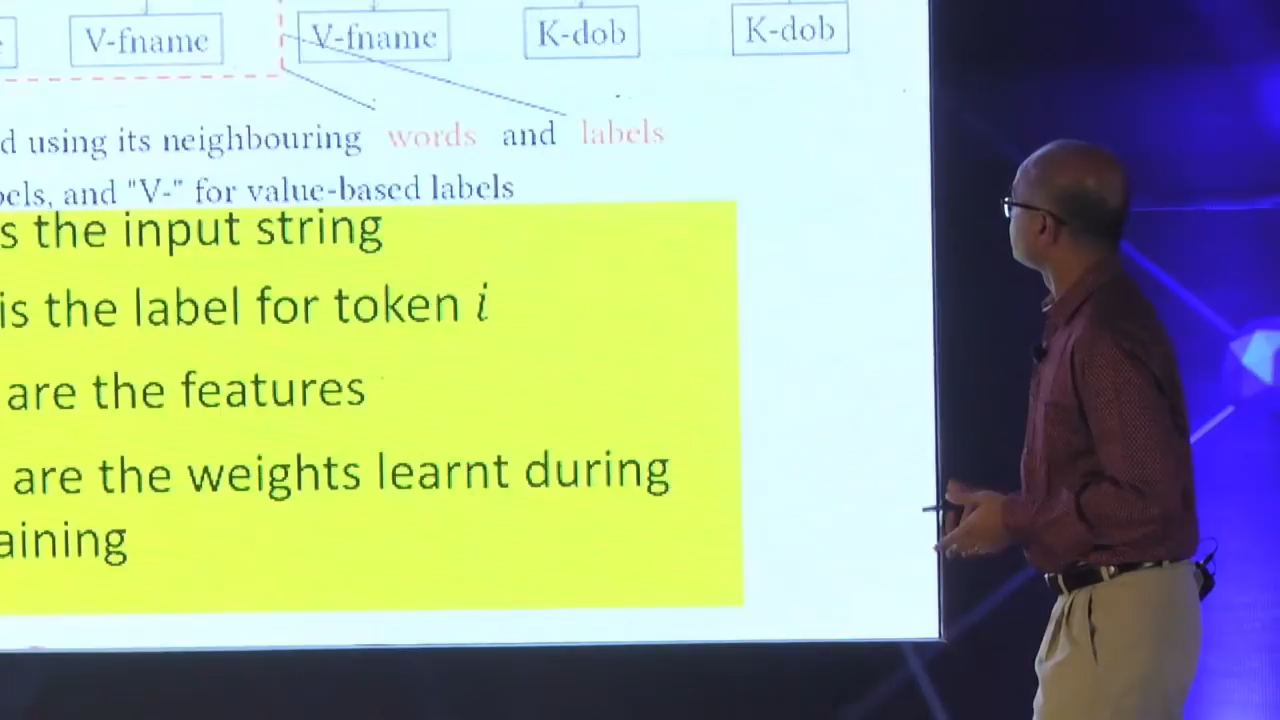 V-fname V-fname K-dob K-dob
d using its neighbouring words and labels
els, and "V-" for value-based labels
s the input string
is the label for token i
are the features
are the weights learnt during
aining